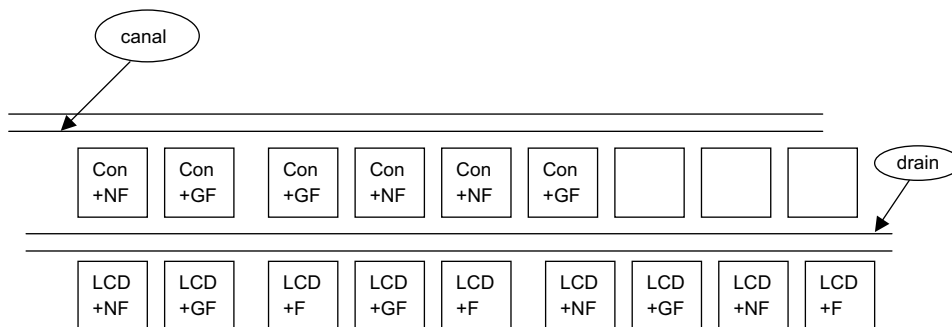 canal
Con
+NF
Con
+GF
Con
+GF
Con
+NF
Con
+NF
Con
+GF
drain
LCD
+NF
LCD
+GF
LCD
+F
LCD
+GF
LCD
+F
LCD
+NF
LCD
+GF
LCD
+NF
LCD
+F